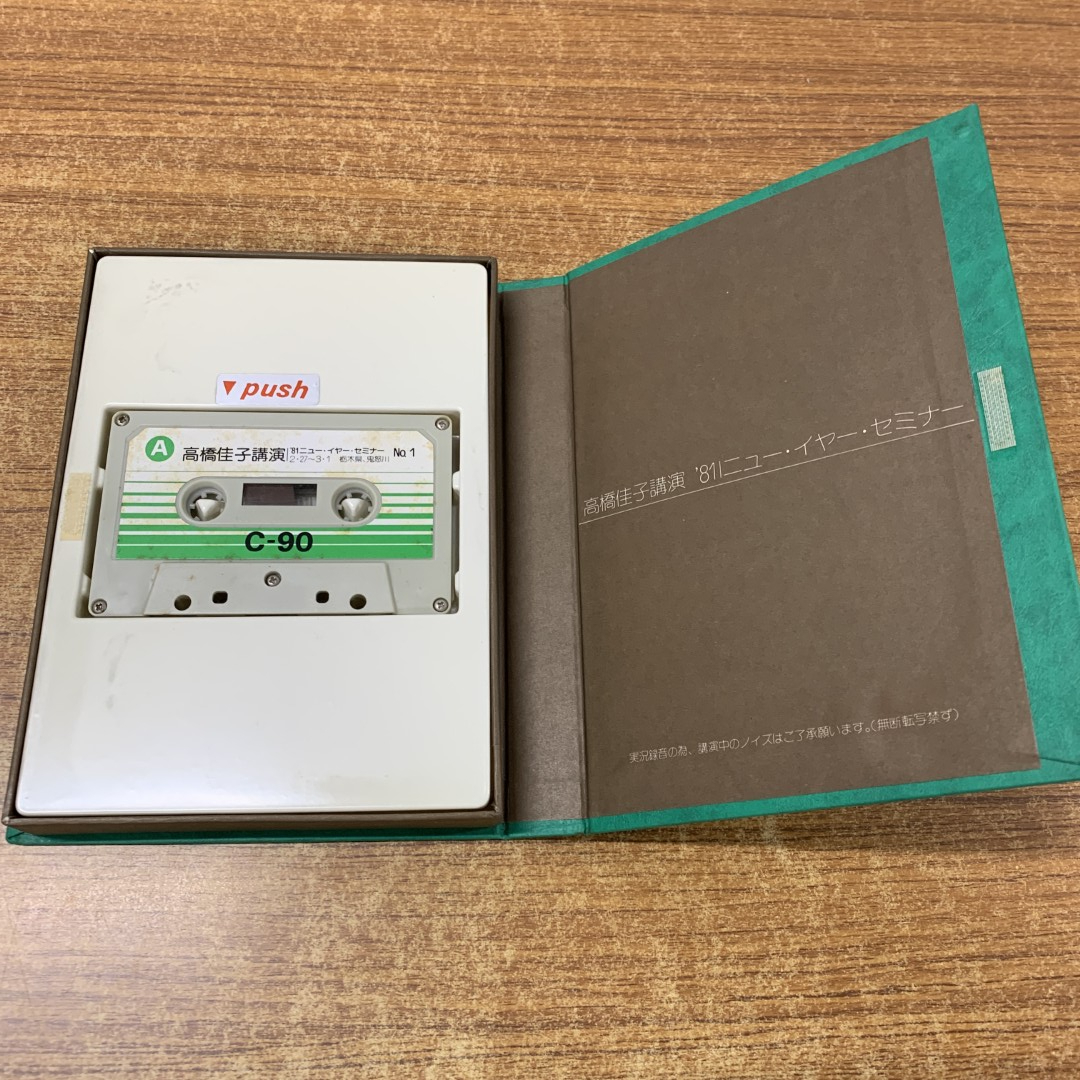 ▼push
A 高橋佳子講演 '81ニュー・イヤー・セミナー No.1
2・27〜3・1 栃木県、鬼怒川
C-90
高橋佳子講演 '81ニュー・イヤー・セミナー
実況録音の為、講演中のノイズはご了承願います。(無断転写禁ず)